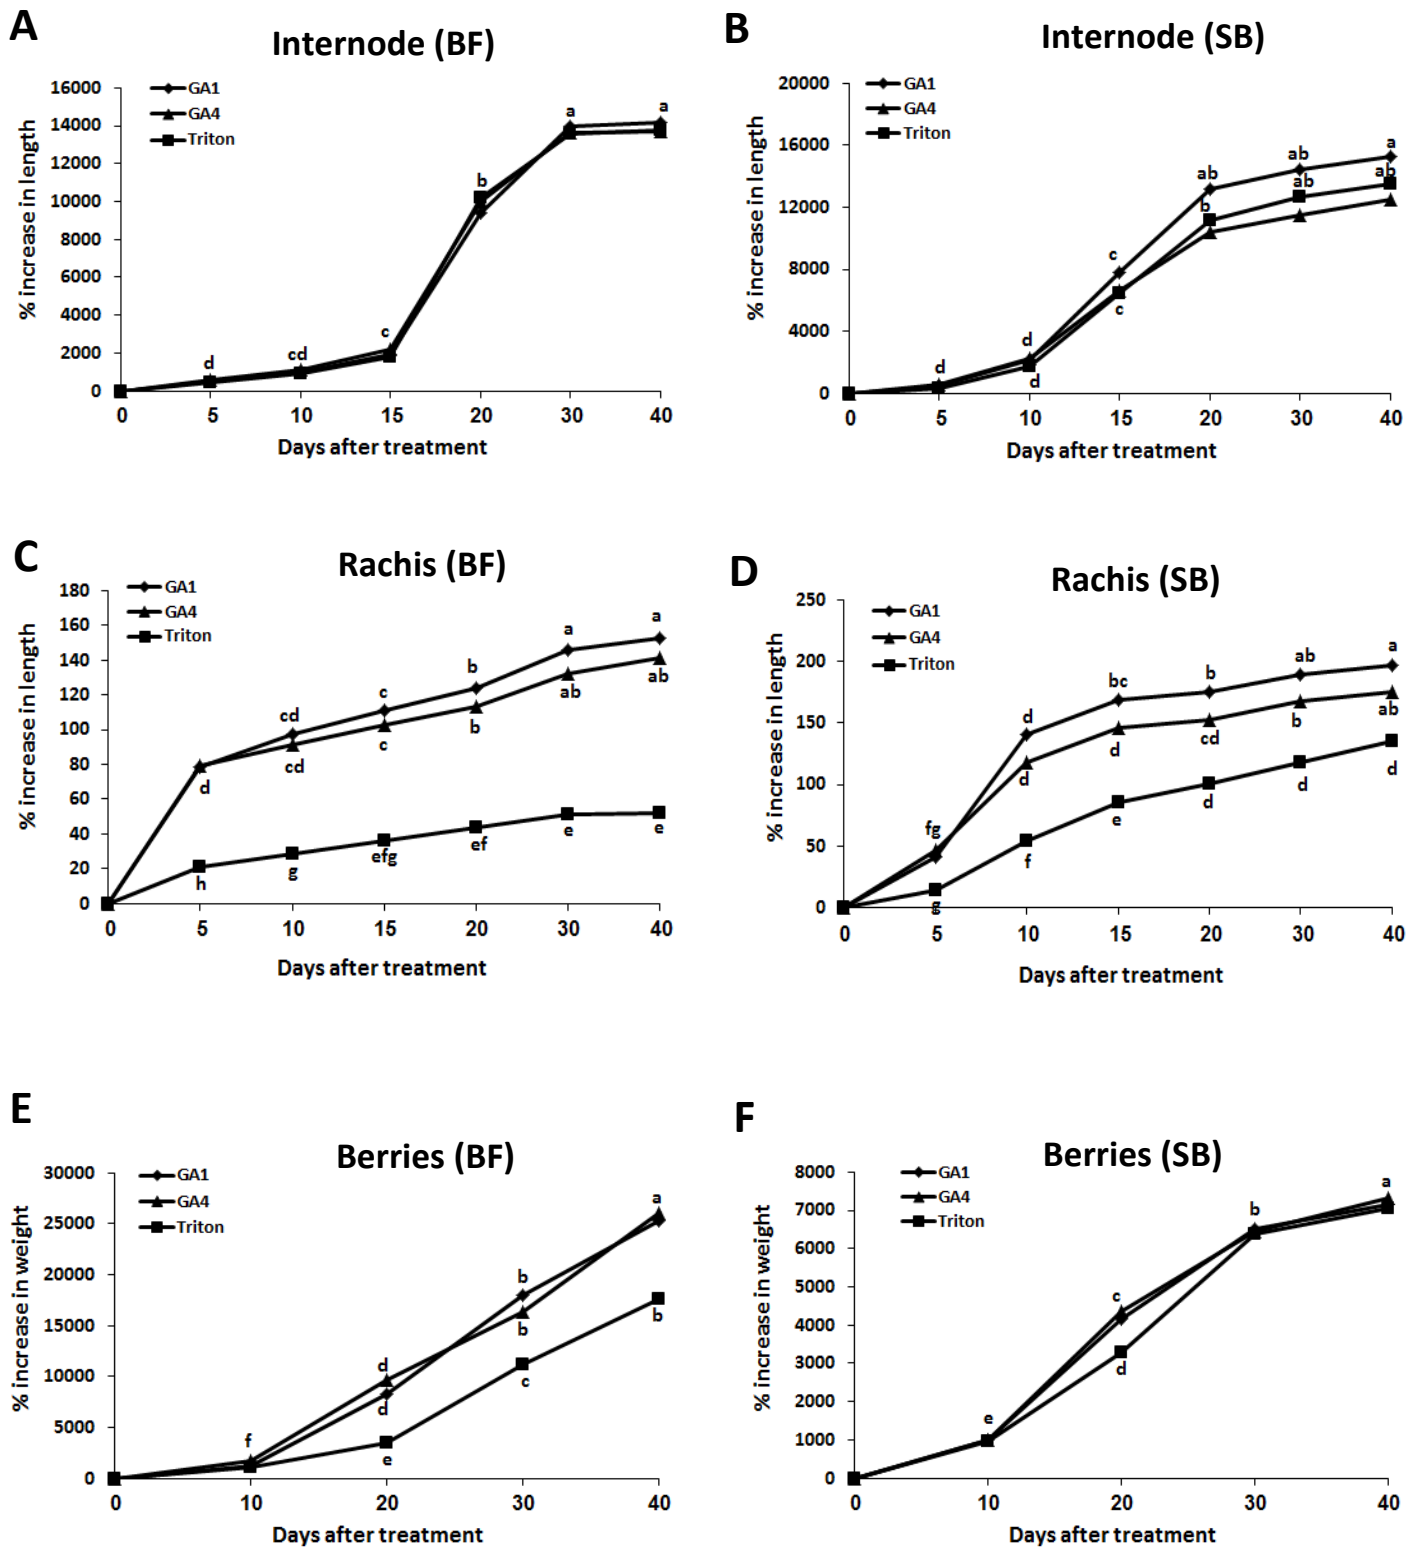 A
Internode (BF)
GA1
GA4
Triton
% increase in length
16000
14000
12000
10000
8000
6000
4000
2000
0
d
cd
c
b
a
a
0 5 10 15 20 30 40
Days after treatment
B
Internode (SB)
GA1
GA4
Triton
% increase in length
20000
16000
12000
8000
4000
0
d
d
d
c
c
ab
b
ab
ab
a
ab
0 5 10 15 20 30 40
Days after treatment
C
Rachis (BF)
GA1
GA4
Triton
% increase in length
180
160
140
120
100
80
60
40
20
0
d
h
cd
cd
g
c
c
efg
b
b
ef
a
ab
e
a
ab
e
0 5 10 15 20 30 40
Days after treatment
D
Rachis (SB)
GA1
GA4
Triton
% increase in length
250
200
150
100
50
0
fg
g
d
d
f
bc
d
e
b
cd
d
ab
b
d
a
ab
d
0 5 10 15 20 30 40
Days after treatment
E
Berries (BF)
GA1
GA4
Triton
% increase in weight
30000
25000
20000
15000
10000
5000
0
f
d
d
e
b
b
c
a
b
0 10 20 30 40
Days after treatment
F
Berries (SB)
GA1
GA4
Triton
% increase in weight
8000
7000
6000
5000
4000
3000
2000
1000
0
e
c
d
b
a
0 10 20 30 40
Days after treatment